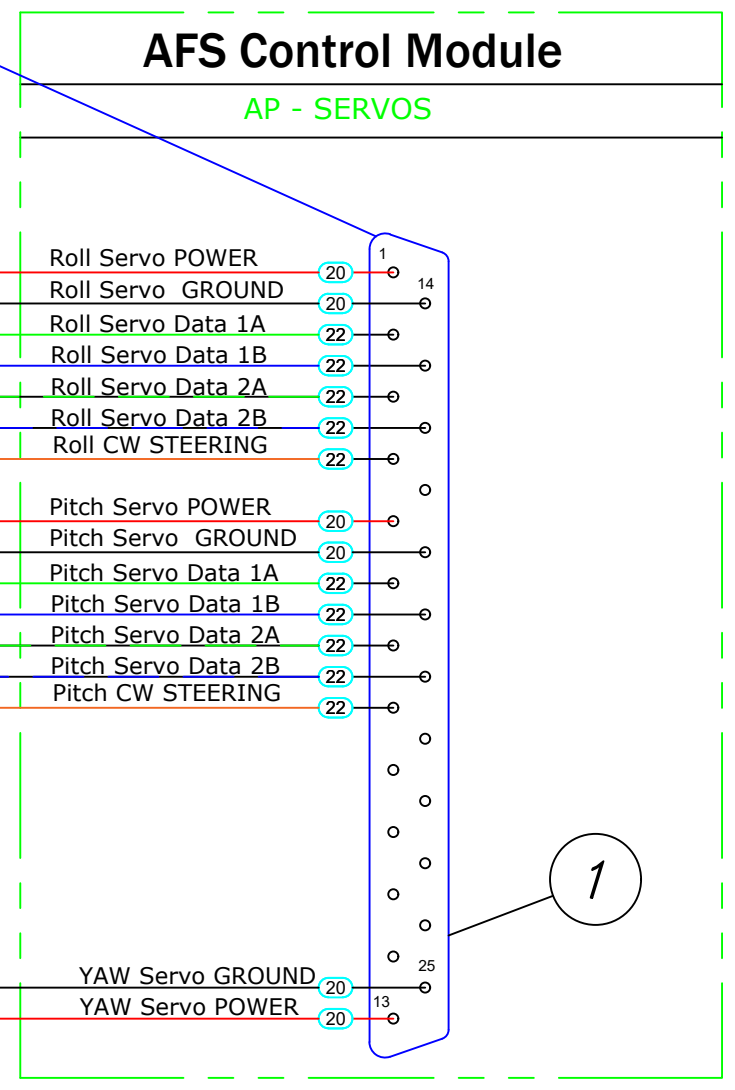 AFS Control Module
AP - SERVOS
1
Roll Servo POWER 20
14
Roll Servo GROUND 20
Roll Servo Data 1A 22
Roll Servo Data 1B 22
Roll Servo Data 2A 22
Roll Servo Data 2B 22
Roll CW STEERING 22
Pitch Servo POWER 20
Pitch Servo GROUND 20
Pitch Servo Data 1A 22
Pitch Servo Data 1B 22
Pitch Servo Data 2A 22
Pitch Servo Data 2B 22
Pitch CW STEERING 22
1
25
YAW Servo GROUND 20
13
YAW Servo POWER 20